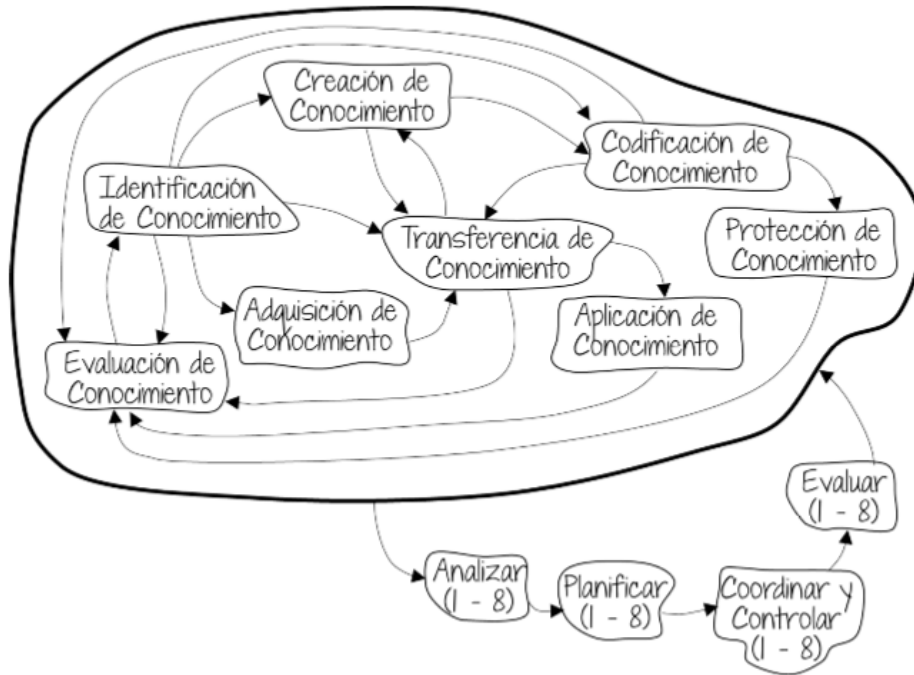 Creación de
Conocimiento
Codificación de
Conocimiento
Identificación
de Conocimiento
Transferencia de
Conocimiento
Protección de
Conocimiento
Adquisición de
Conocimiento
Aplicación de
Conocimiento
Evaluación de
Conocimiento
Evaluar
(1 - 8)
Analizar
(1 - 8)
Planificar
(1 - 8)
Coordinar y
Controlar
(1 - 8)